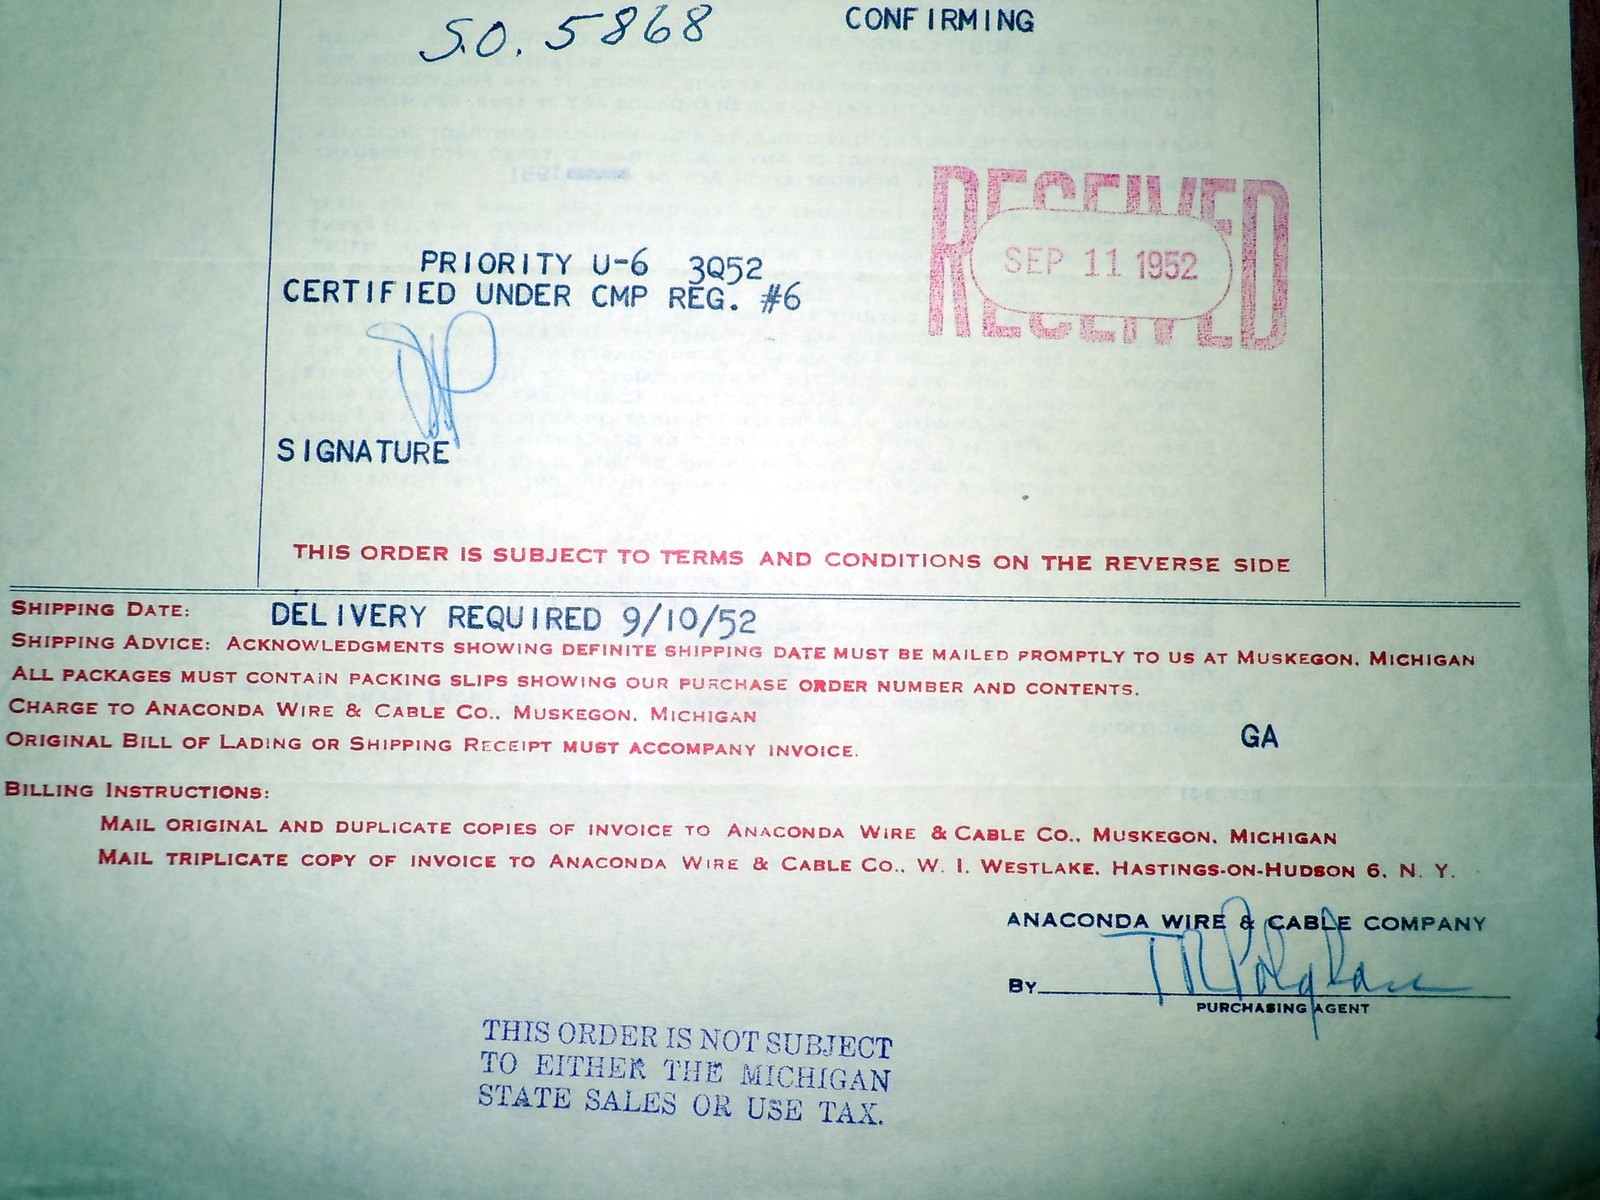 S.O. 5868
CONFIRMING
RECEIVED
SEP 11 1952
PRIORITY U-6 3Q52
CERTIFIED UNDER CMP REG. #6
SIGNATURE
THIS ORDER IS SUBJECT TO TERMS AND CONDITIONS ON THE REVERSE SIDE
SHIPPING DATE: DELIVERY REQUIRED 9/10/52
SHIPPING ADVICE: ACKNOWLEDGMENTS SHOWING DEFINITE SHIPPING DATE MUST BE MAILED PROMPTLY TO US AT MUSKEGON, MICHIGAN
ALL PACKAGES MUST CONTAIN PACKING SLIPS SHOWING OUR PURCHASE ORDER NUMBER AND CONTENTS.
CHARGE TO ANACONDA WIRE & CABLE CO., MUSKEGON, MICHIGAN
GA
ORIGINAL BILL OF LADING OR SHIPPING RECEIPT MUST ACCOMPANY INVOICE.
BILLING INSTRUCTIONS:
MAIL ORIGINAL AND DUPLICATE COPIES OF INVOICE TO ANACONDA WIRE & CABLE CO., MUSKEGON, MICHIGAN
MAIL TRIPLICATE COPY OF INVOICE TO ANACONDA WIRE & CABLE CO., W. I. WESTLAKE, HASTINGS-ON-HUDSON 6, N. Y.
ANACONDA WIRE & CABLE COMPANY
BY
PURCHASING AGENT
THIS ORDER IS NOT SUBJECT
TO EITHER THE MICHIGAN
STATE SALES OR USE TAX.